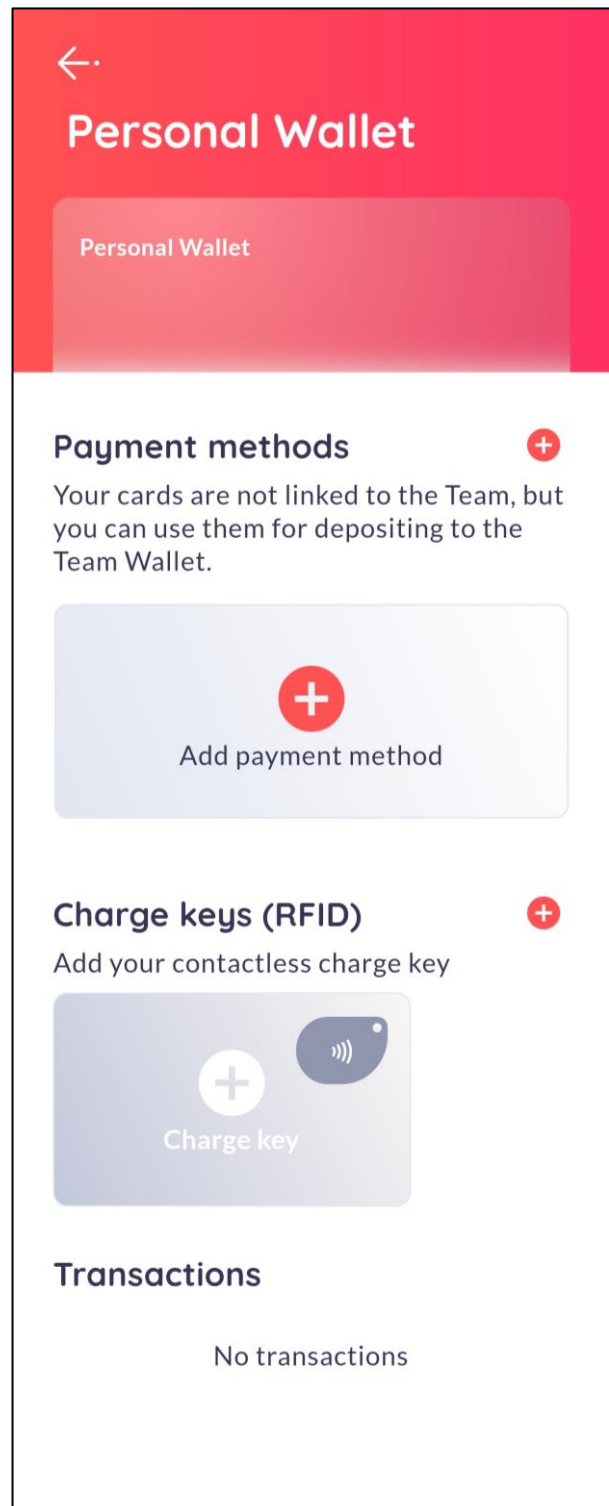 Personal Wallet
Personal Wallet
Payment methods
Your cards are not linked to the Team, but
you can use them for depositing to the
Team Wallet.
Add payment method
Charge keys (RFID)
Add your contactless charge key
Charge key
Transactions
No transactions